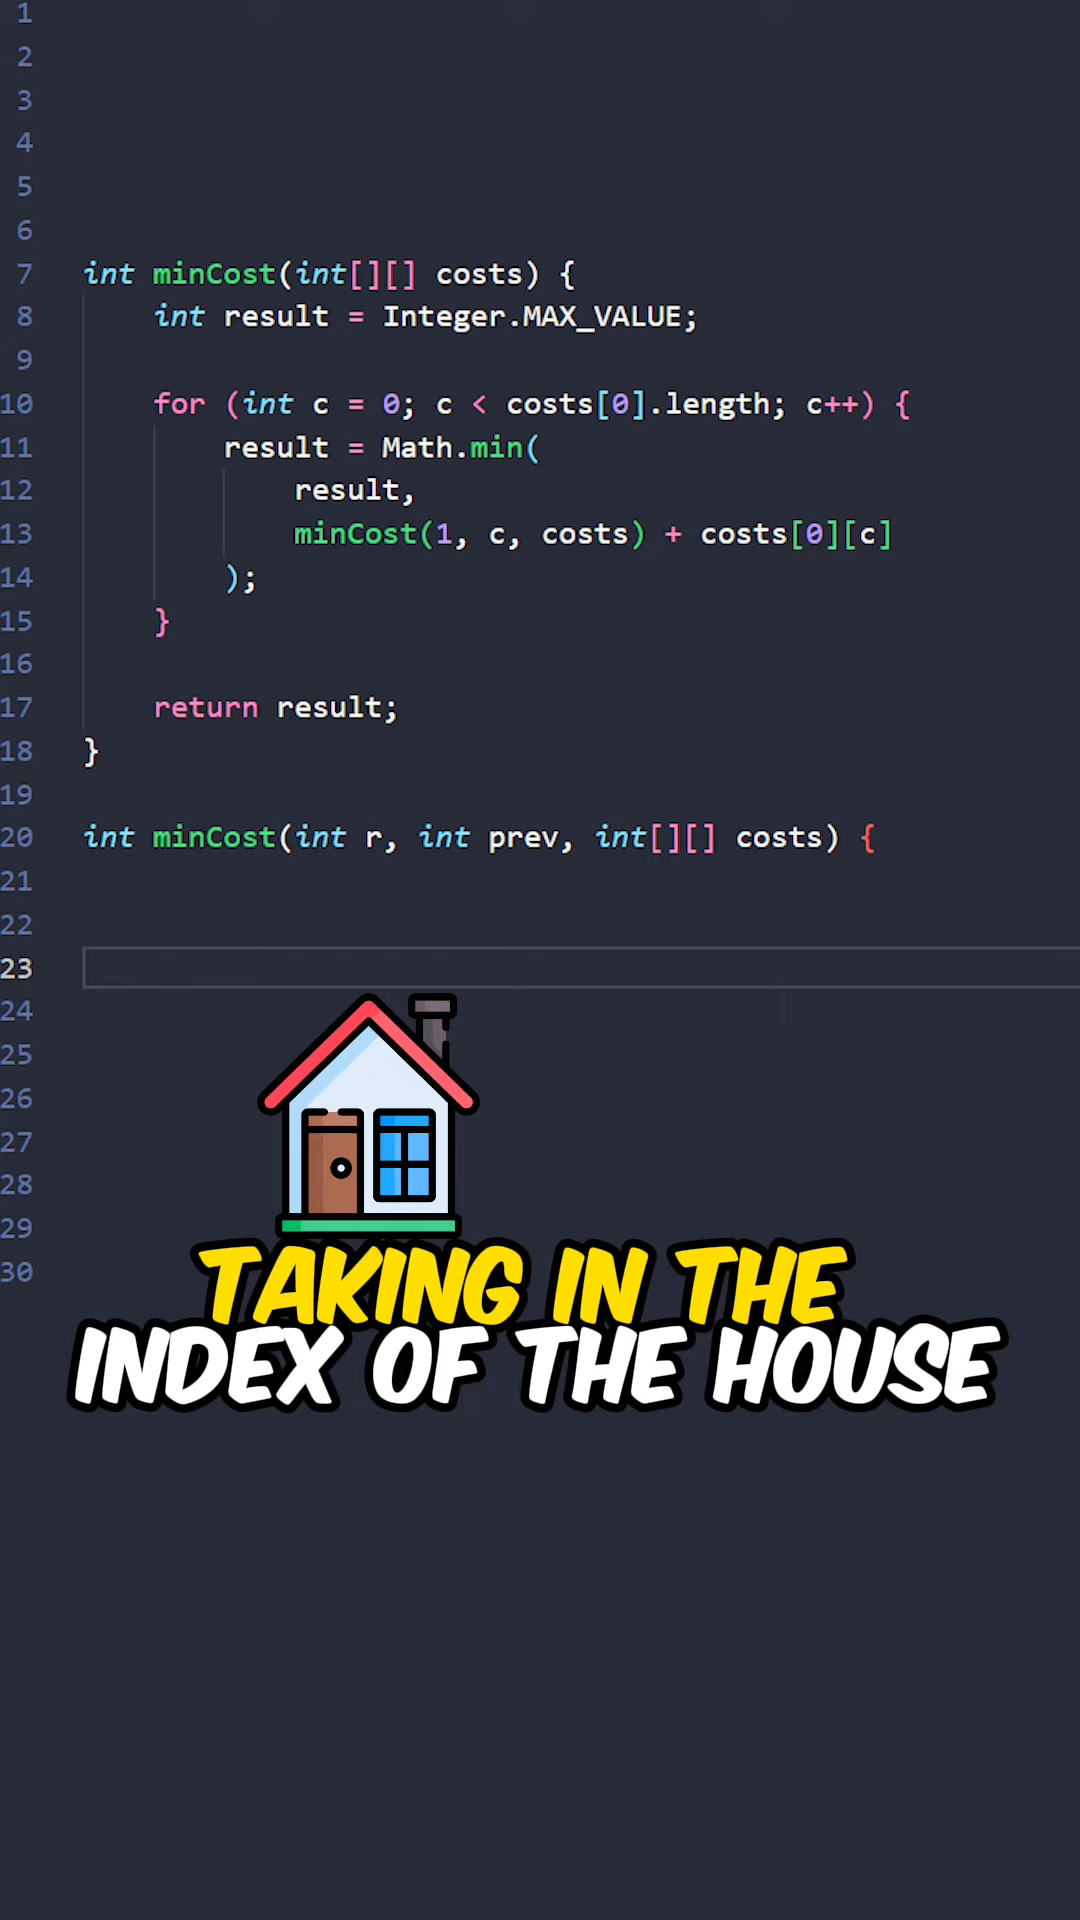 1
2
3
4
5
6
7 int minCost(int[][] costs) {
8 int result = Integer.MAX_VALUE;
9
10 for (int c = 0; c < costs[0].length; c++) {
11 result = Math.min(
12 result,
13 minCost(1, c, costs) + costs[0][c]
14 );
15 }
16
17 return result;
18 }
19
20 int minCost(int r, int prev, int[][] costs) {
21
22
23
24
25
26
27
28
29
30
TAKING IN THE
INDEX OF THE HOUSE